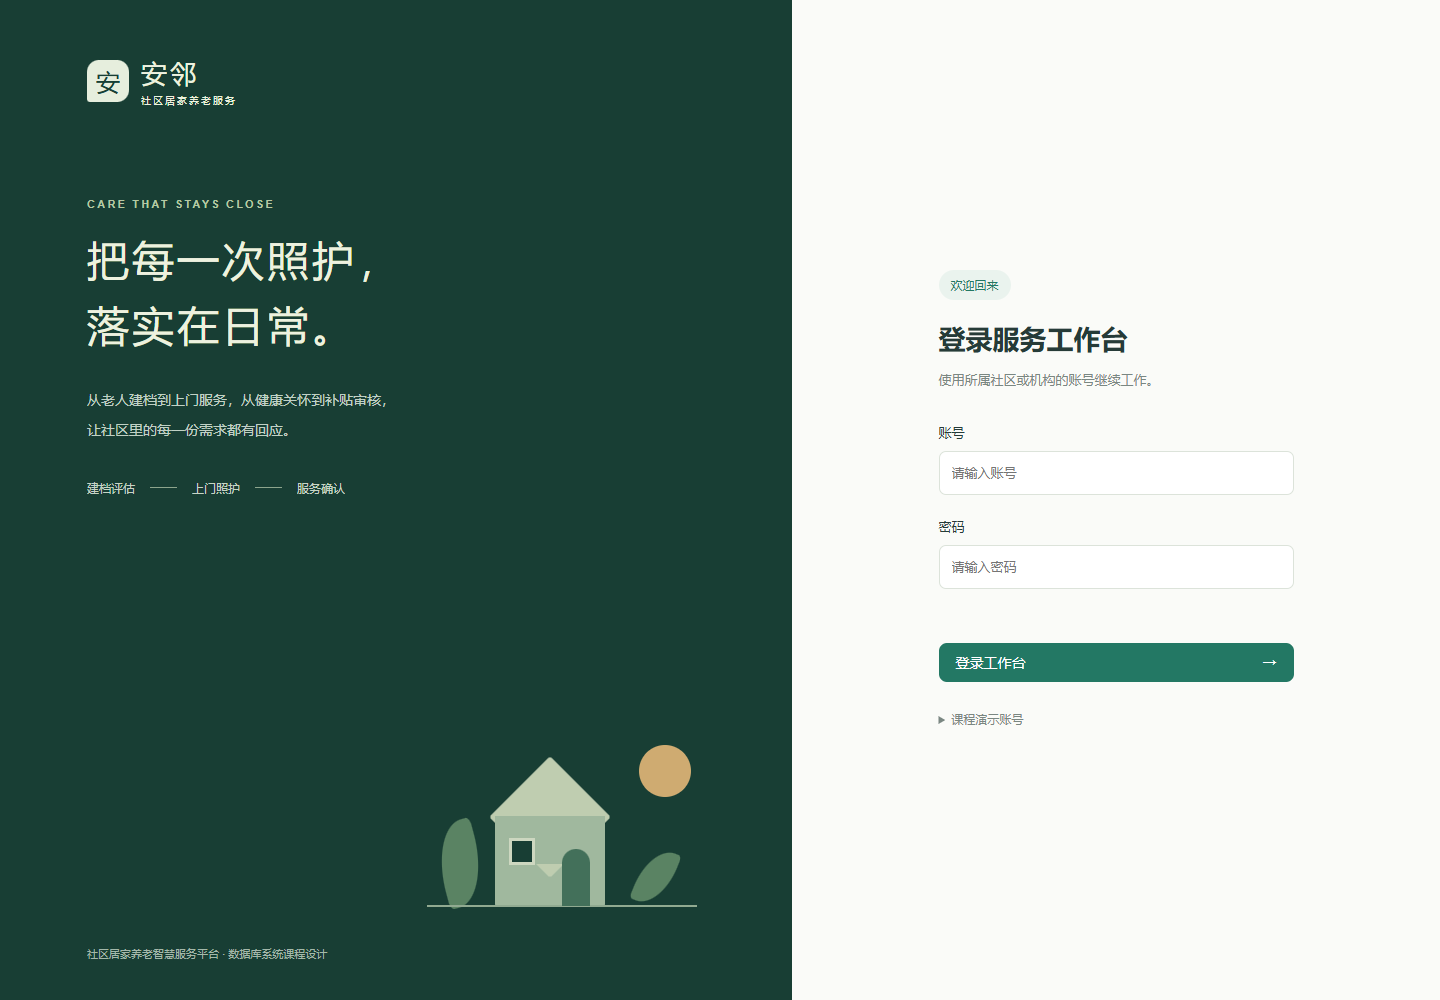 安
安邻
社区居家养老服务
CARE THAT STAYS CLOSE
把每一次照护，
落实在日常。
从老人建档到上门服务，从健康关怀到补贴审核，
让社区里的每一份需求都有回应。
建档评估 上门照护 服务确认
社区居家养老智慧服务平台 · 数据库系统课程设计
欢迎回来
登录服务工作台
使用所属社区或机构的账号继续工作。
账号
请输入账号
密码
请输入密码
登录工作台 →
▶ 课程演示账号